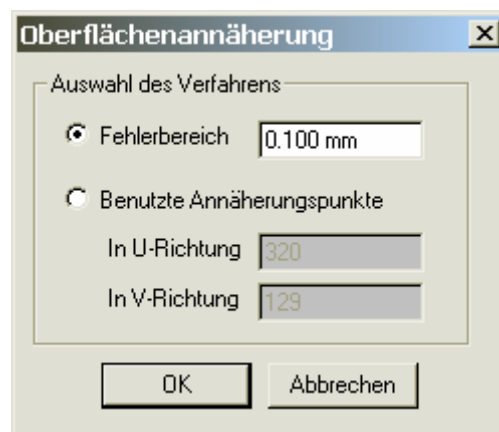 Oberflächenannäherung
Auswahl des Verfahrens
Fehlerbereich 0.100 mm
Benutzte Annäherungspunkte
In U-Richtung 320
In V-Richtung 129
OK Abbrechen